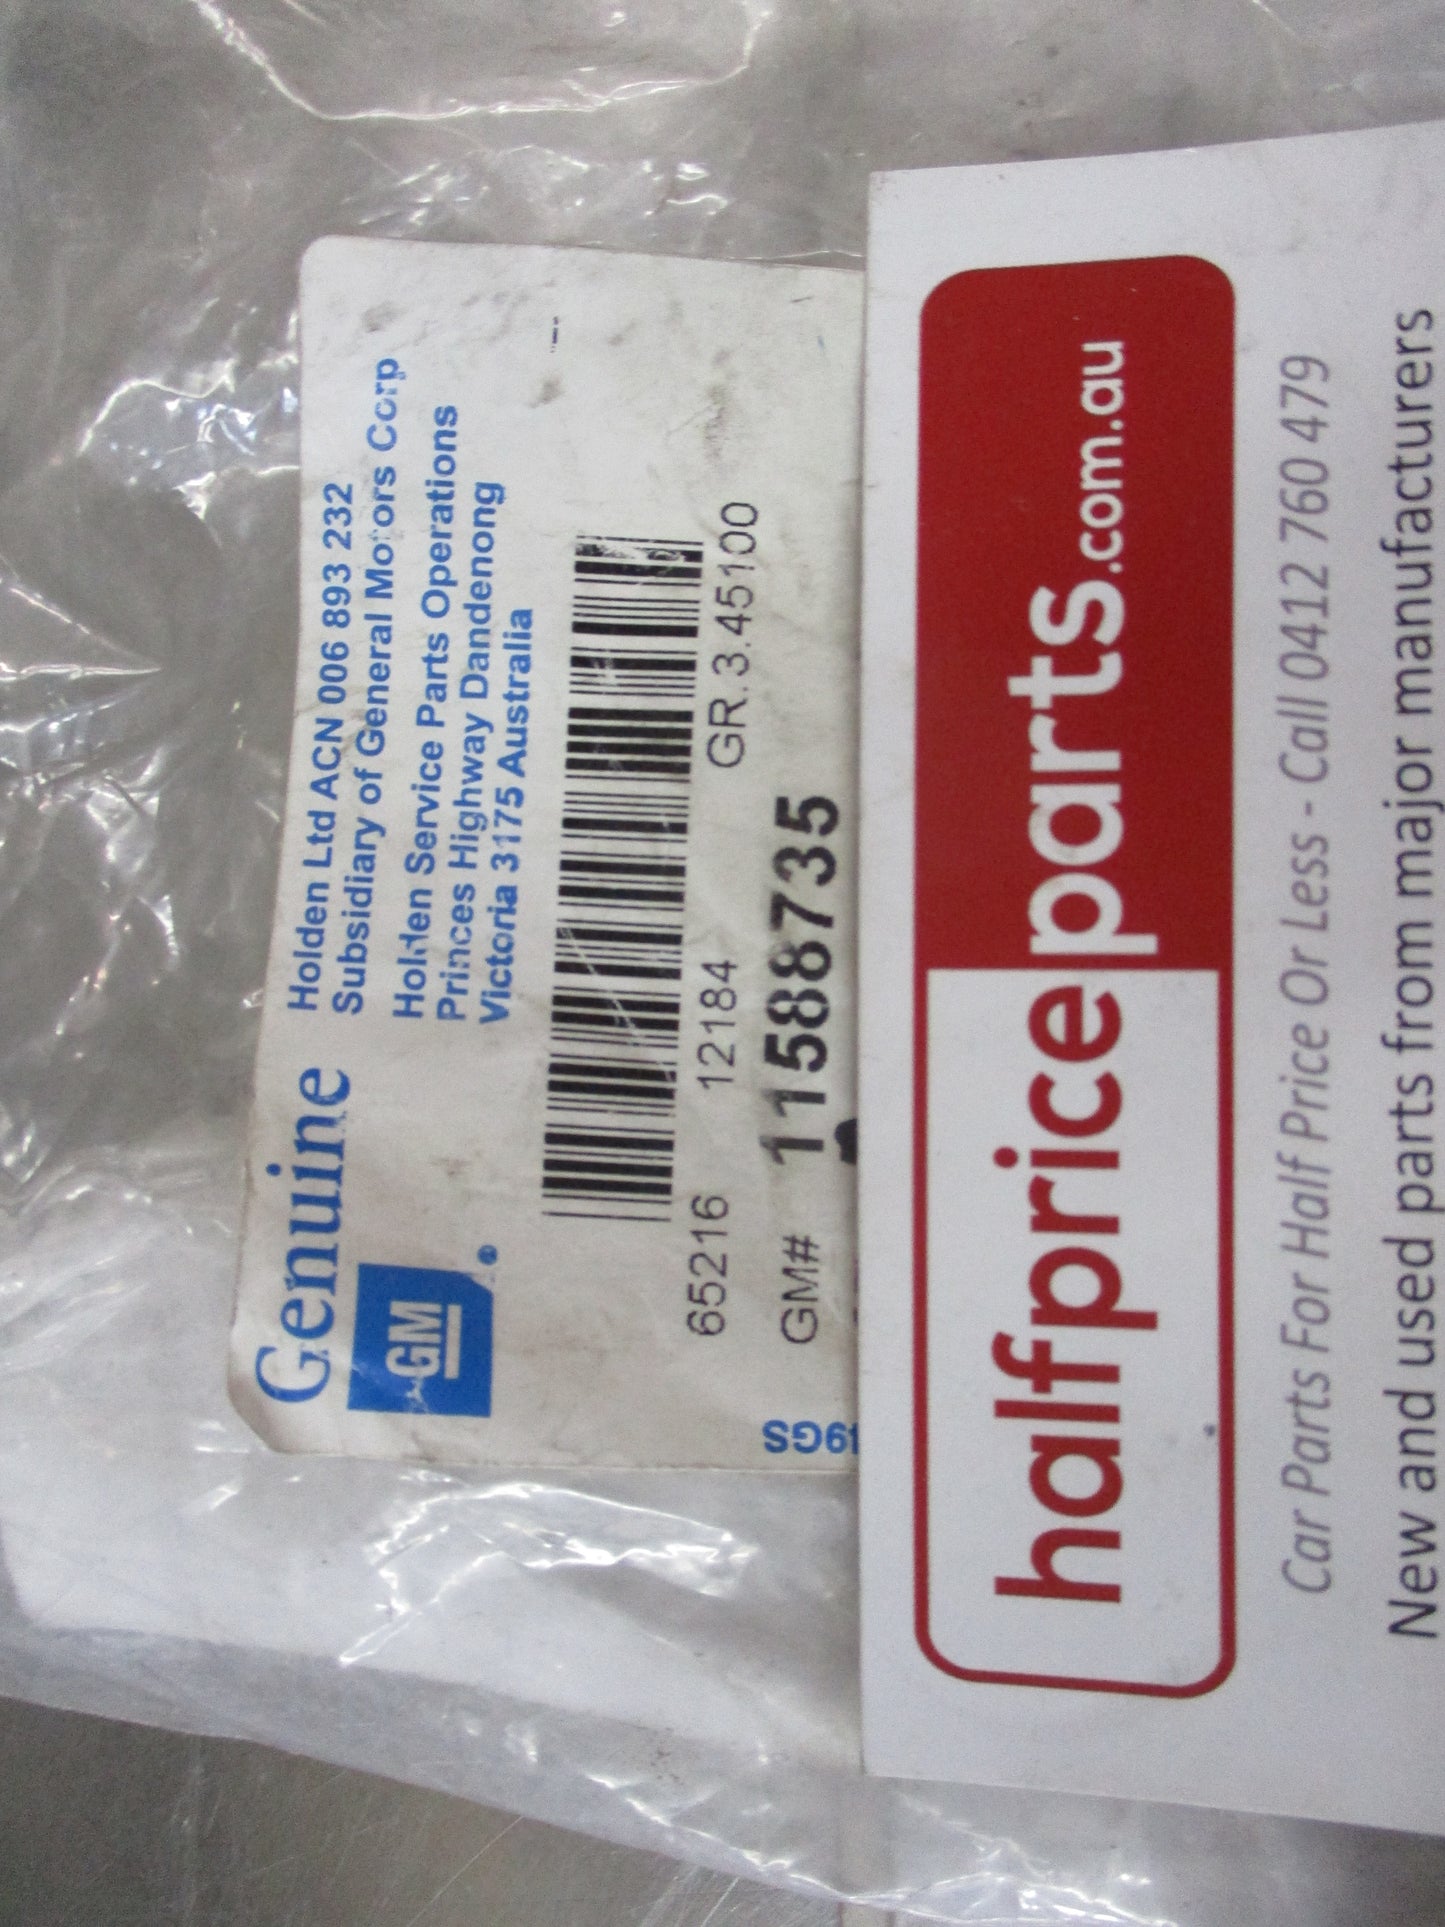 Genuine
GM
®
Holden Ltd ACN 006 893 232
Subsidiary of General Motors Corp
Holden Service Parts Operations
Princes Highway Dandenong
Victoria 3175 Australia
65216 12184 GR.3.45100
GM# 11588735
halfpriceparts.com.au
Car Parts For Half Price Or Less - Call 0412 760 479
New and used parts from major manufacturers